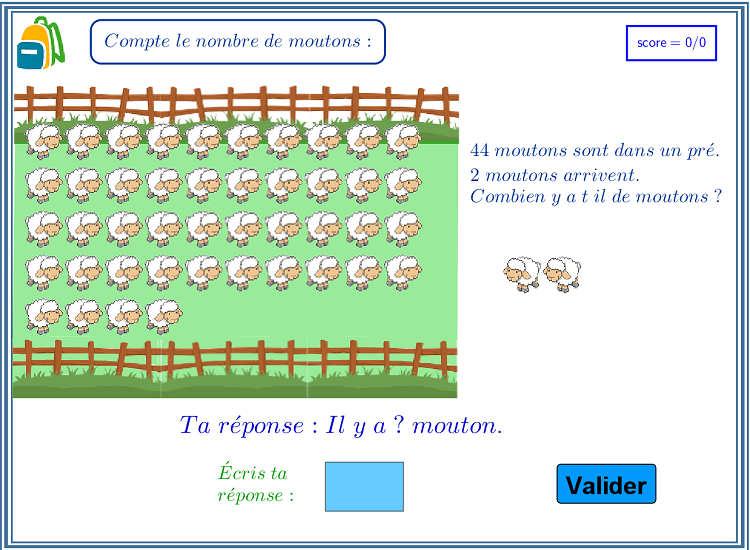 Compte le nombre de moutons :
score = 0/0
44 moutons sont dans un pré.
2 moutons arrivent.
Combien y a t il de moutons ?
Ta réponse : Il y a ? mouton.
Écris ta
réponse :
Valider